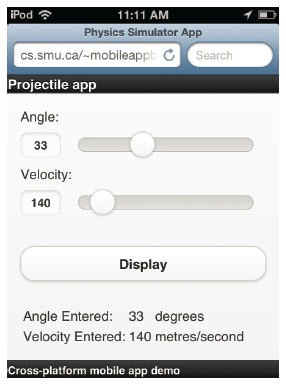 iPod 11:11 AM
Physics Simulator App
cs.smu.ca/~mobileappb Search
Projectile app
Angle:
33
Velocity:
140
Display
Angle Entered: 33 degrees
Velocity Entered: 140 metres/second
Cross-platform mobile app demo